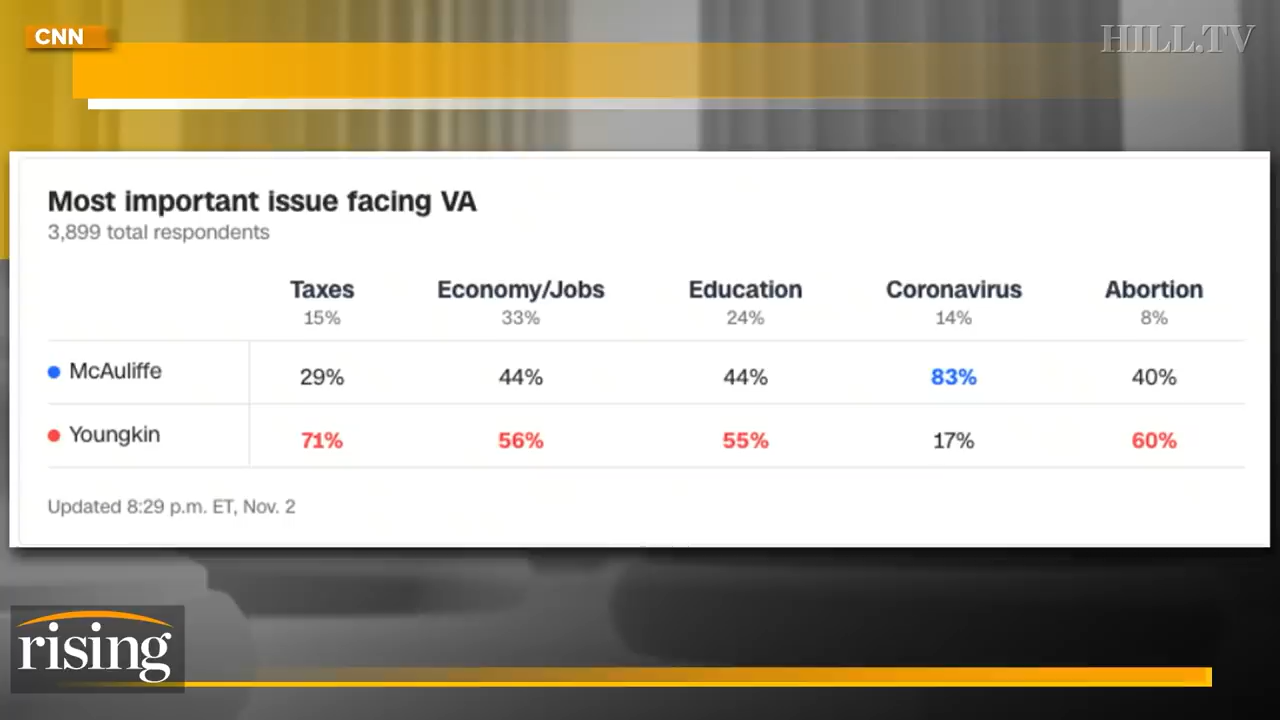 CNN
HILL.TV
Most important issue facing VA
3,899 total respondents
Taxes Economy/Jobs Education Coronavirus Abortion
15% 33% 24% 14% 8%
McAuliffe 29% 44% 44% 83% 40%
Youngkin 71% 56% 55% 17% 60%
Updated 8:29 p.m. ET, Nov. 2
rising